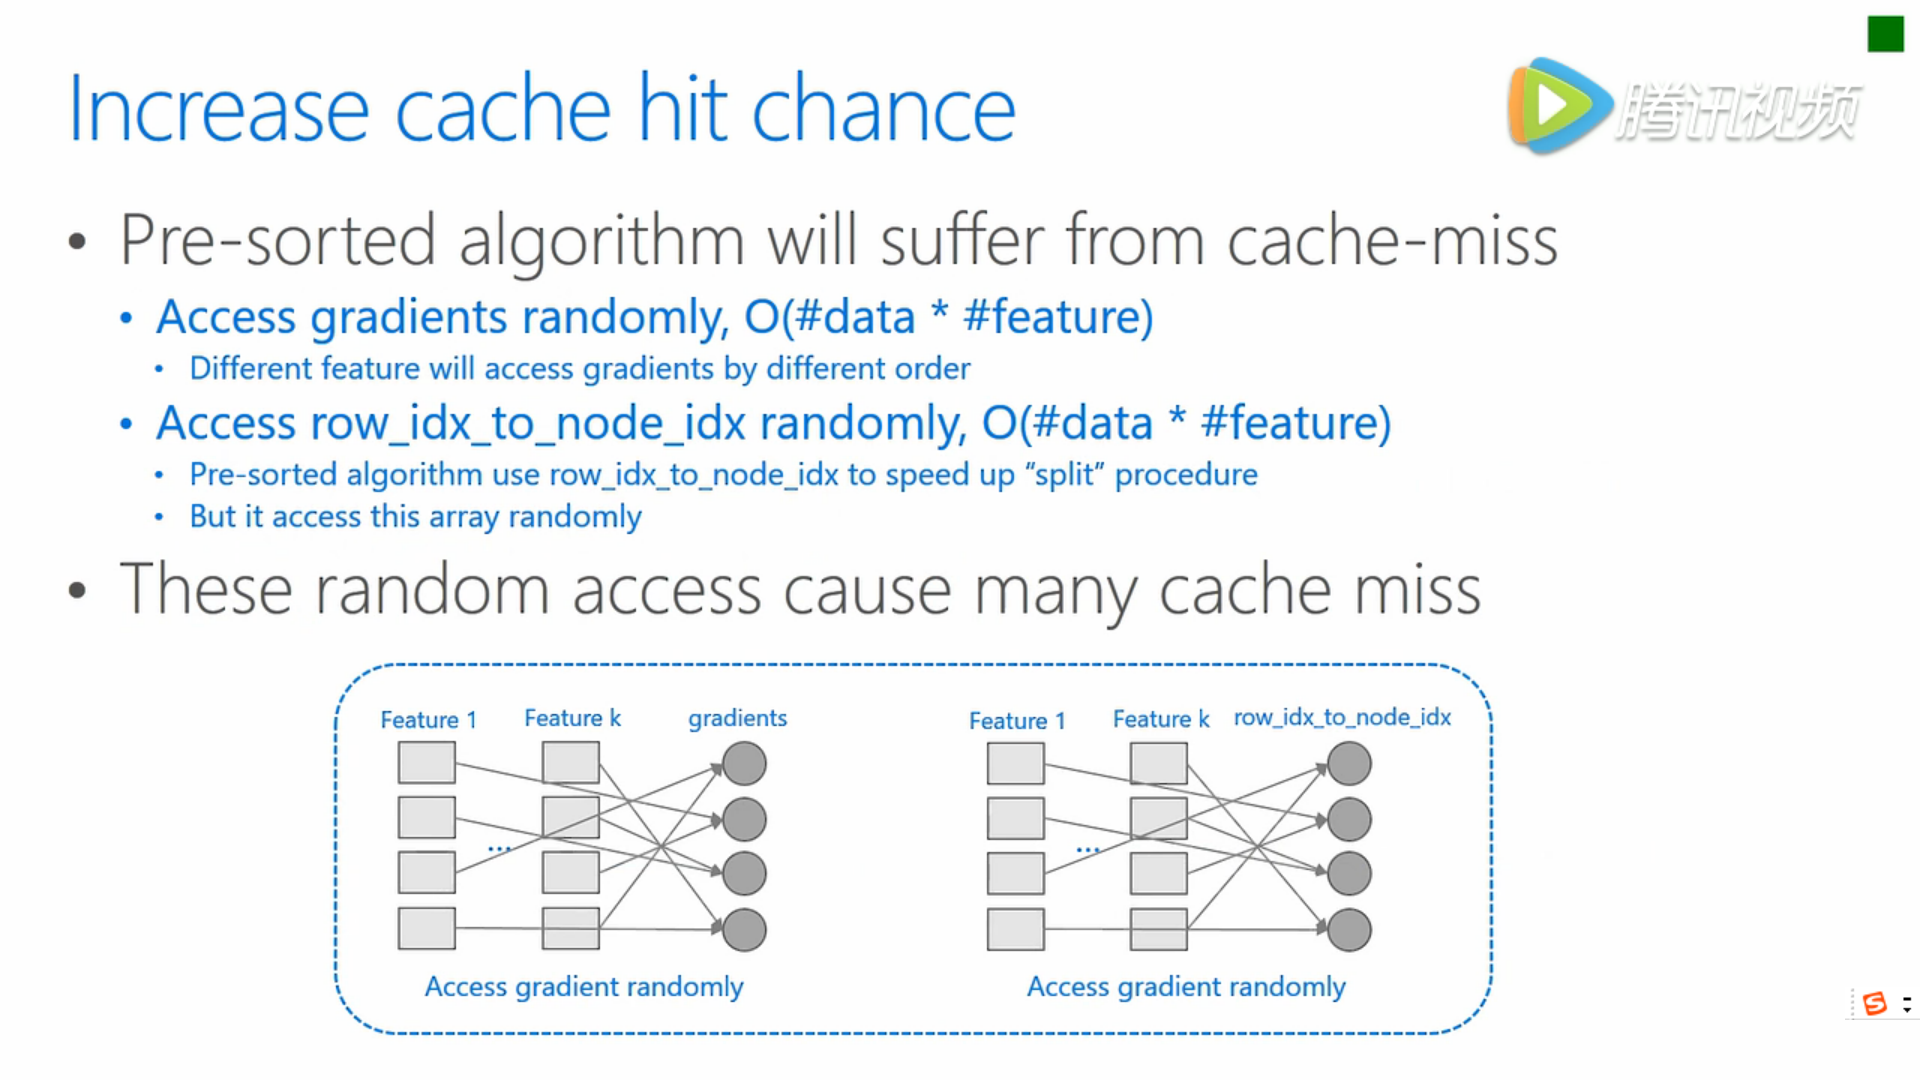 Increase cache hit chance
腾讯视频
• Pre-sorted algorithm will suffer from cache-miss
• Access gradients randomly, O(#data * #feature)
• Different feature will access gradients by different order
• Access row_idx_to_node_idx randomly, O(#data * #feature)
• Pre-sorted algorithm use row_idx_to_node_idx to speed up “split” procedure
• But it access this array randomly
• These random access cause many cache miss
Feature 1 Feature k gradients
...
Access gradient randomly
Feature 1 Feature k row_idx_to_node_idx
...
Access gradient randomly
S